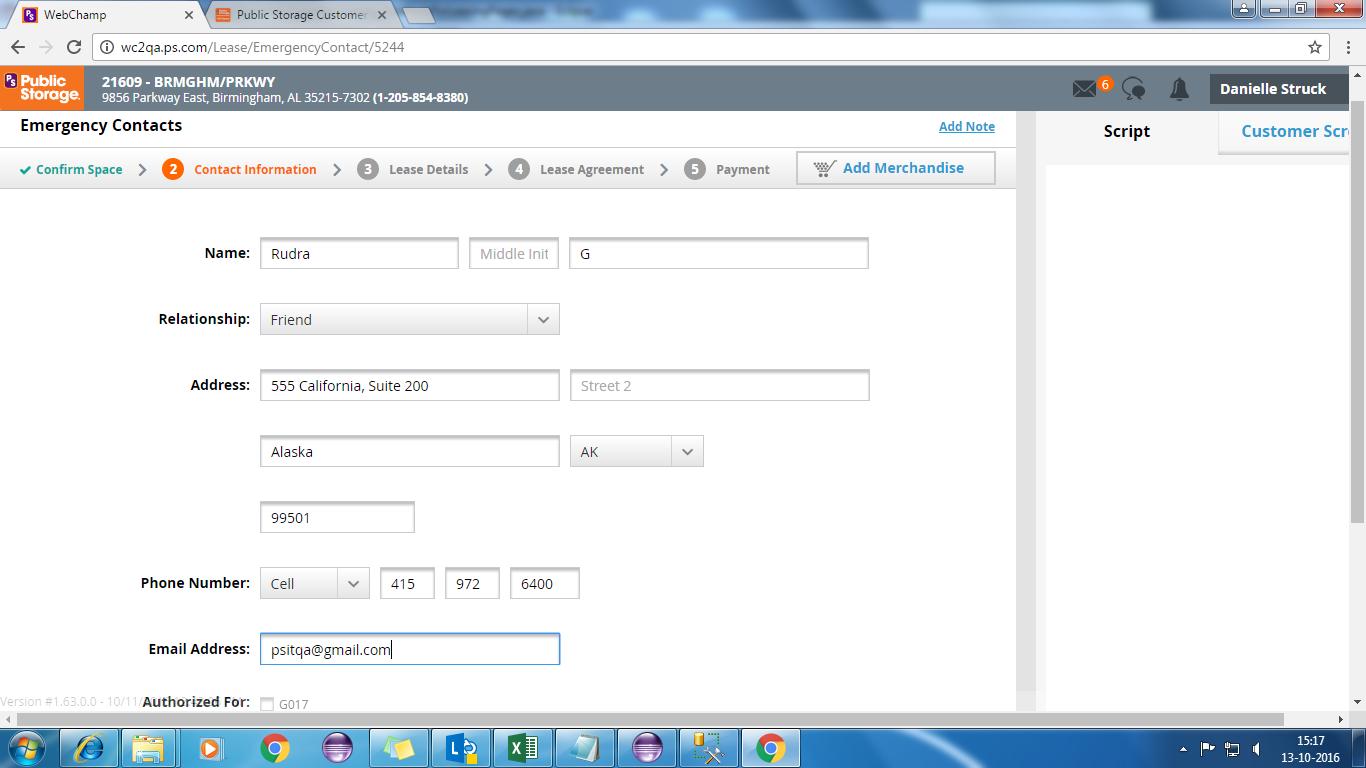 WebChamp
Public Storage Customer
wc2qa.ps.com/Lease/EmergencyContact/5244
PS Public Storage.
21609 - BRMGHM/PRKWY
9856 Parkway East, Birmingham, AL 35215-7302 (1-205-854-8380)
6
Danielle Struck
Emergency Contacts
Add Note
Script
Customer Scr
Confirm Space
2 Contact Information
3 Lease Details
4 Lease Agreement
5 Payment
Add Merchandise
Name: Rudra Middle Init G
Relationship: Friend
Address: 555 California, Suite 200 Street 2
Alaska AK
99501
Phone Number: Cell 415 972 6400
Email Address: psitqa@gmail.com
Version #1.63.0.0 - 10/11/
Authorized For: G017
15:17
13-10-2016